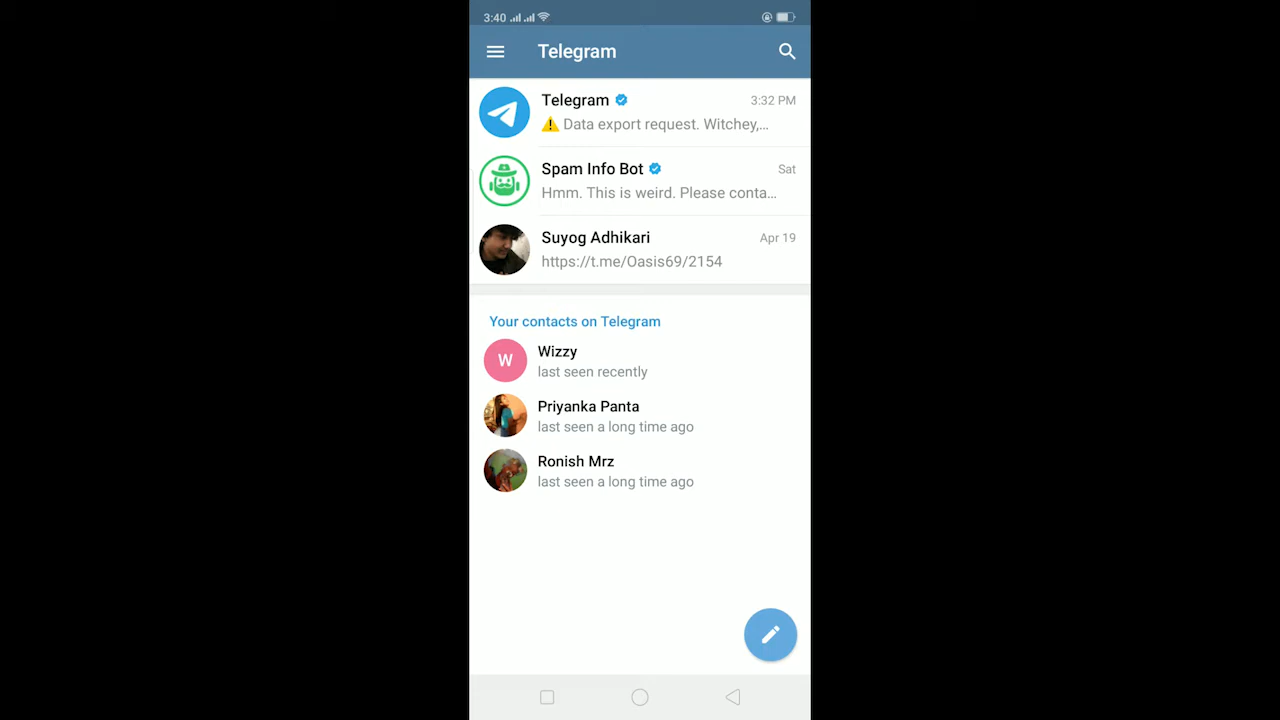 3:40
Telegram
Telegram 3:32 PM
⚠ Data export request. Witchey,...
Spam Info Bot Sat
Hmm. This is weird. Please conta...
Suyog Adhikari Apr 19
https://t.me/Oasis69/2154
Your contacts on Telegram
W
Wizzy
last seen recently
Priyanka Panta
last seen a long time ago
Ronish Mrz
last seen a long time ago